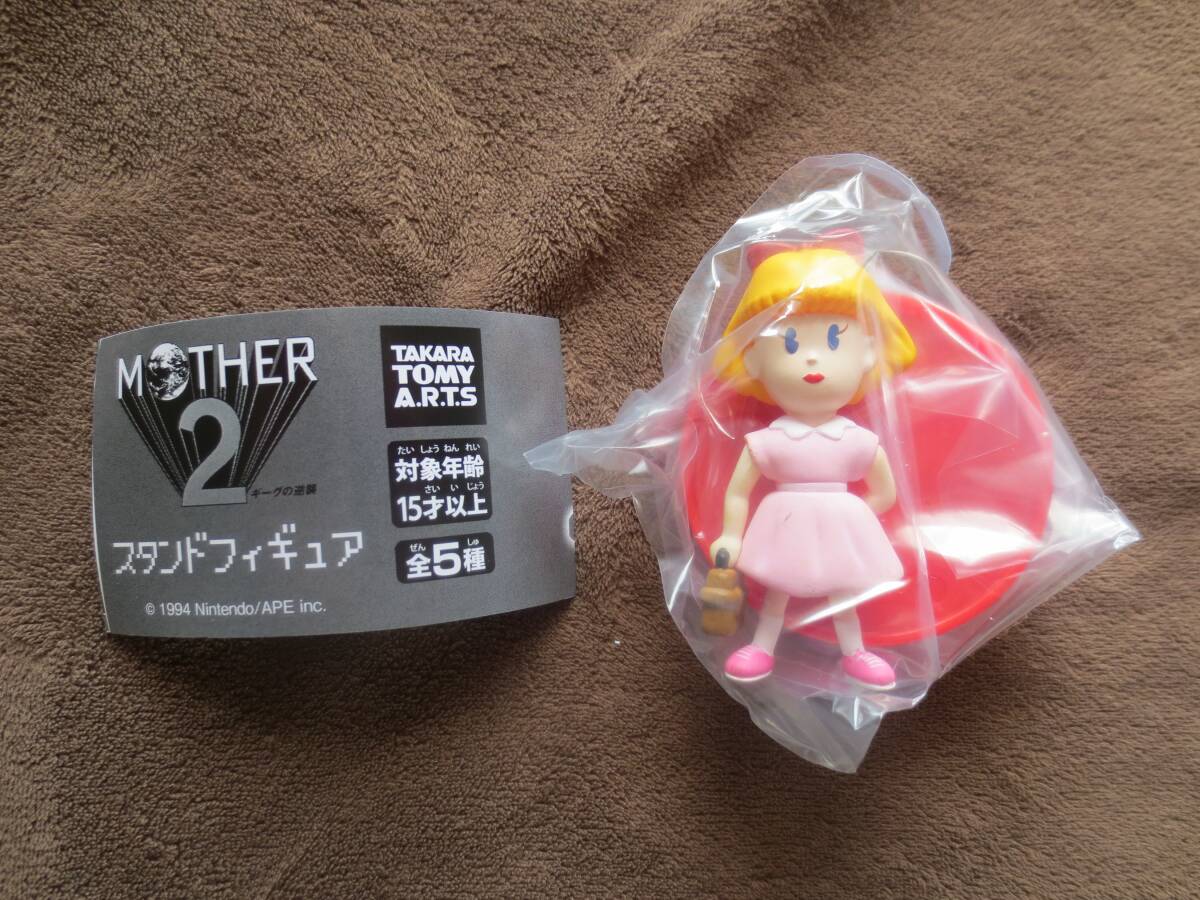 MOTHER
2
ギーグの逆襲
スタンドフィギュア
© 1994 Nintendo/APE inc.
TAKARA
TOMY
A.R.T.S
たい しょう ねん れい
対象年齢
さい い じょう
15才以上
ぜん しゅ
全5種